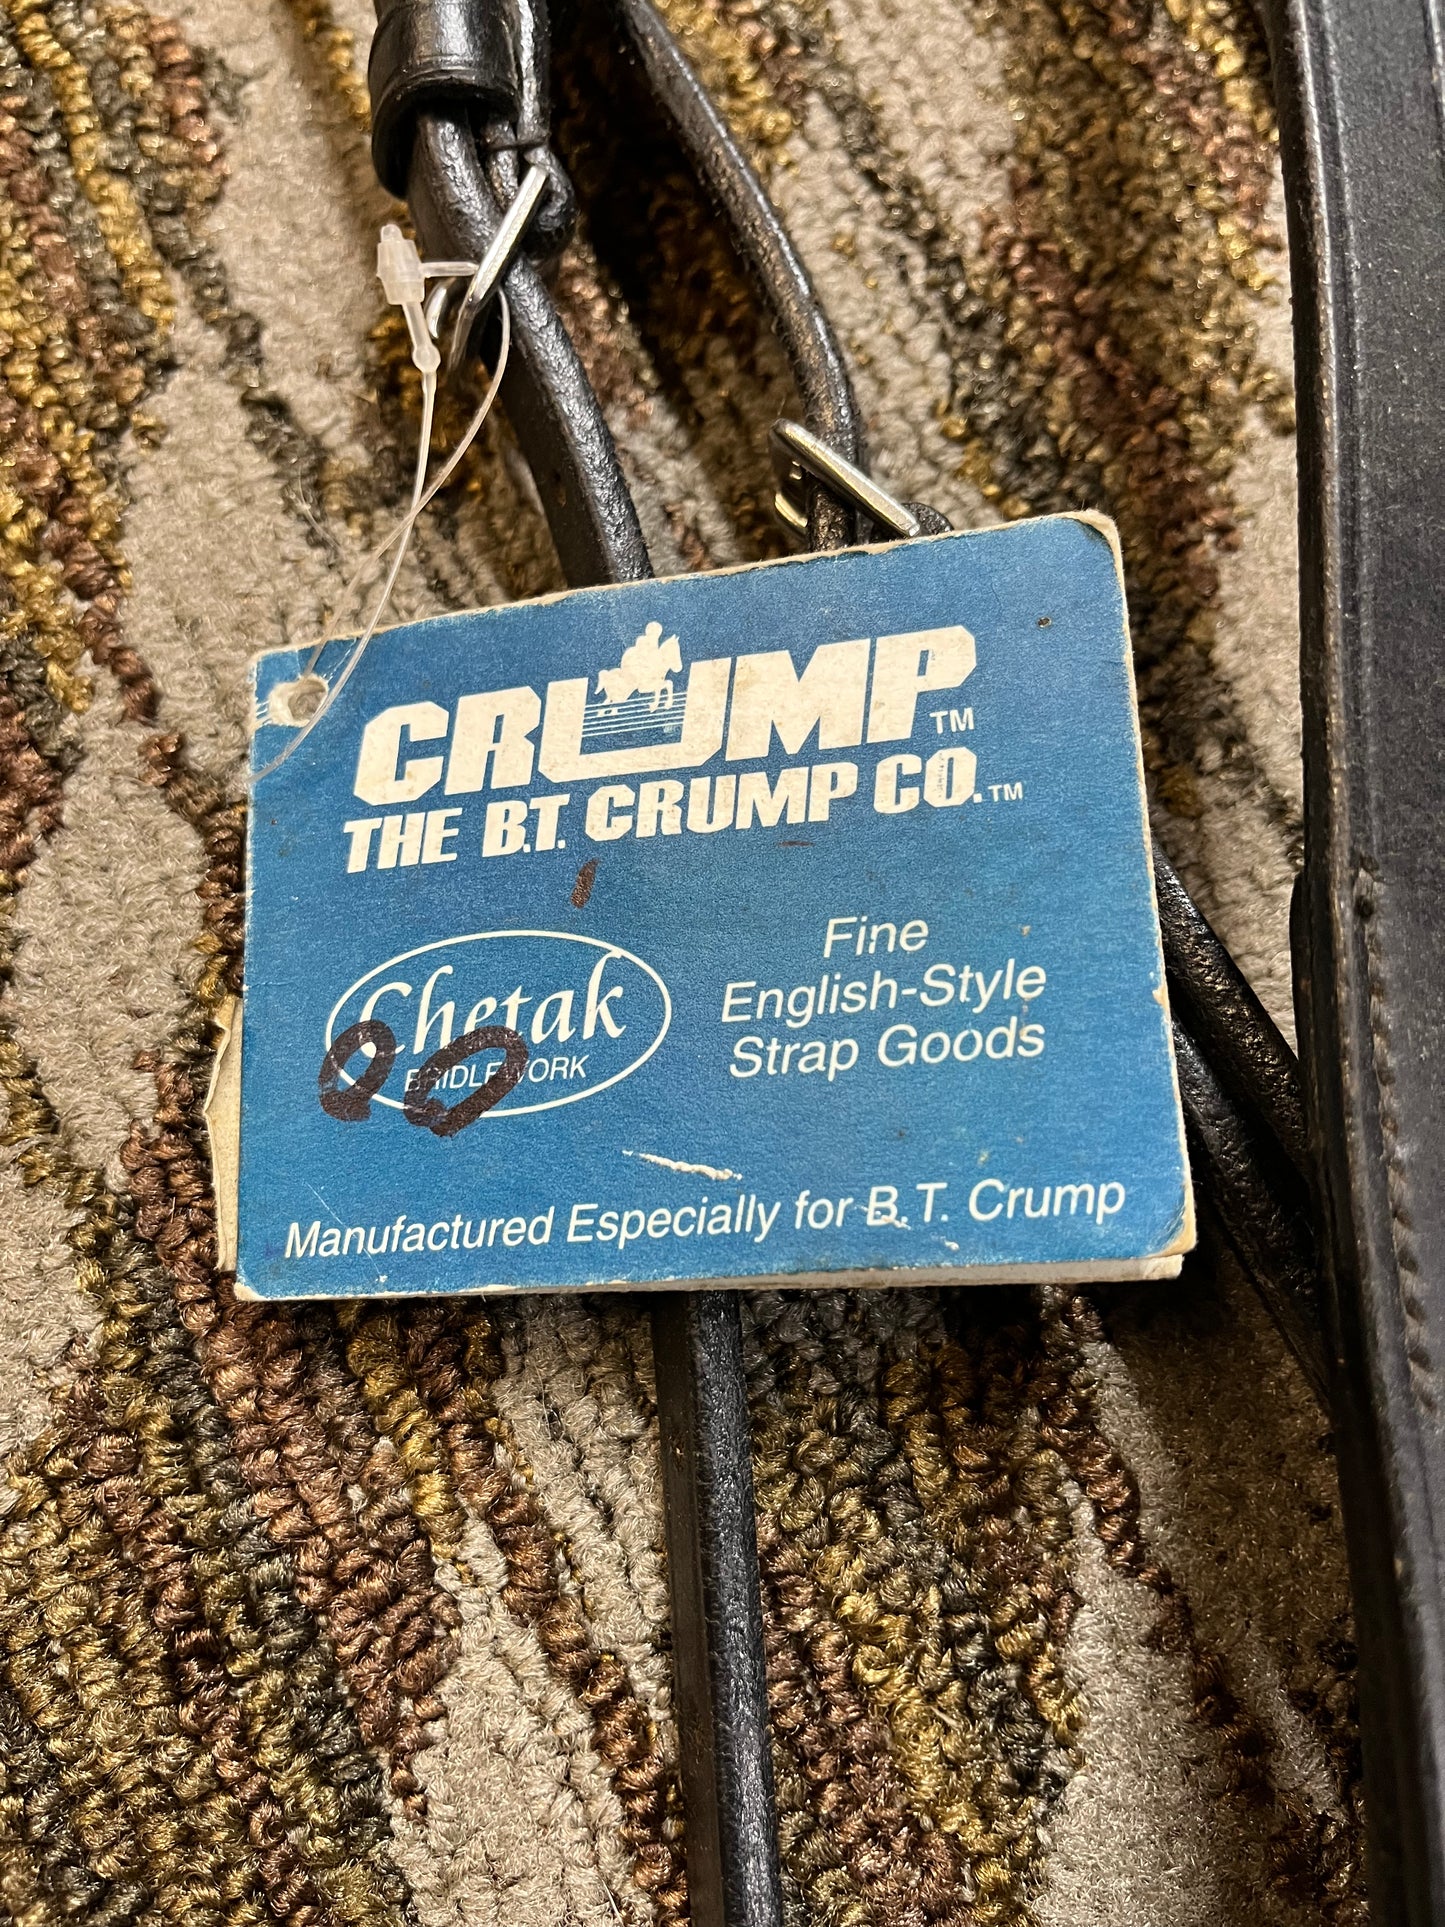 CRUMP™
THE B.T. CRUMP CO.™
Chetak
BRIDLEWORK
Fine
English-Style
Strap Goods
Manufactured Especially for B.T. Crump